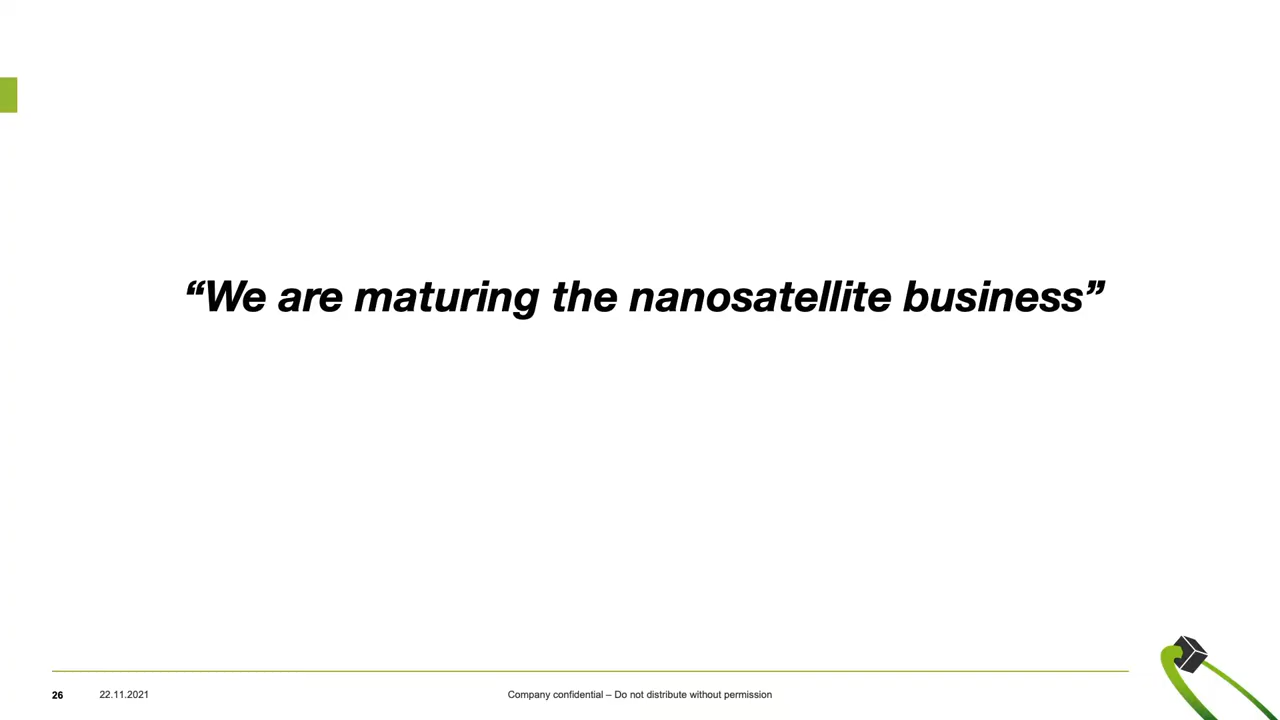 “We are maturing the nanosatellite business”
26 22.11.2021 Company confidential – Do not distribute without permission